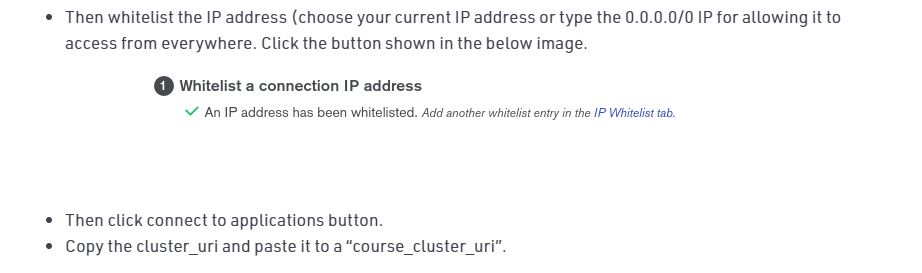 • Then whitelist the IP address (choose your current IP address or type the 0.0.0.0/0 IP for allowing it to
access from everywhere. Click the button shown in the below image.
1 Whitelist a connection IP address
✓ An IP address has been whitelisted. Add another whitelist entry in the IP Whitelist tab.
• Then click connect to applications button.
• Copy the cluster_uri and paste it to a “course_cluster_uri”.